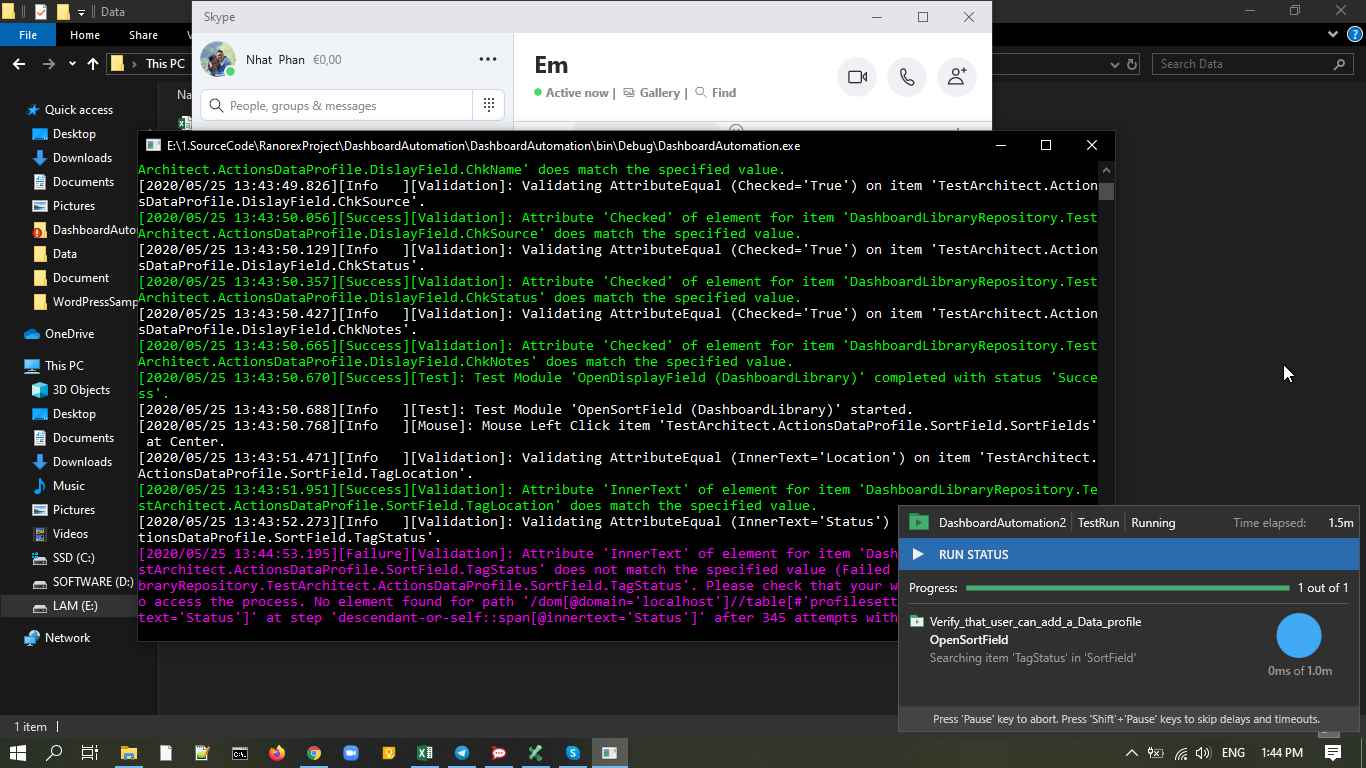 Data
File
Home
Share
This PC
Search Data
Na
Quick access
Desktop
Downloads
Documents
Pictures
DashboardAuto
Data
Document
WordPressSamp
OneDrive
This PC
3D Objects
Desktop
Documents
Downloads
Music
Pictures
Videos
SSD (C:)
SOFTWARE (D:)
LAM (E:)
Network
1 item
Skype
Nhat Phan €0,00
People, groups & messages
Em
Active now | Gallery | Find
E:\1.SourceCode\RanorexProject\DashboardAutomation\DashboardAutomation\bin\Debug\DashboardAutomation.exe
Architect.ActionsDataProfile.DislayField.ChkName' does match the specified value.
[2020/05/25 13:43:49.826][Info   ][Validation]: Validating AttributeEqual (Checked='True') on item 'TestArchitect.Action
sDataProfile.DislayField.ChkSource'.
[2020/05/25 13:43:50.056][Success][Validation]: Attribute 'Checked' of element for item 'DashboardLibraryRepository.Test
Architect.ActionsDataProfile.DislayField.ChkSource' does match the specified value.
[2020/05/25 13:43:50.129][Info   ][Validation]: Validating AttributeEqual (Checked='True') on item 'TestArchitect.Action
sDataProfile.DislayField.ChkStatus'.
[2020/05/25 13:43:50.357][Success][Validation]: Attribute 'Checked' of element for item 'DashboardLibraryRepository.Test
Architect.ActionsDataProfile.DislayField.ChkStatus' does match the specified value.
[2020/05/25 13:43:50.427][Info   ][Validation]: Validating AttributeEqual (Checked='True') on item 'TestArchitect.Action
sDataProfile.DislayField.ChkNotes'.
[2020/05/25 13:43:50.665][Success][Validation]: Attribute 'Checked' of element for item 'DashboardLibraryRepository.Test
Architect.ActionsDataProfile.DislayField.ChkNotes' does match the specified value.
[2020/05/25 13:43:50.670][Success][Test]: Test Module 'OpenDisplayField (DashboardLibrary)' completed with status 'Succe
ss'.
[2020/05/25 13:43:50.688][Info   ][Test]: Test Module 'OpenSortField (DashboardLibrary)' started.
[2020/05/25 13:43:50.768][Info   ][Mouse]: Mouse Left Click item 'TestArchitect.ActionsDataProfile.SortField.SortFields'
at Center.
[2020/05/25 13:43:51.471][Info   ][Validation]: Validating AttributeEqual (InnerText='Location') on item 'TestArchitect.
ActionsDataProfile.SortField.TagLocation'.
[2020/05/25 13:43:51.951][Success][Validation]: Attribute 'InnerText' of element for item 'DashboardLibraryRepository.Te
stArchitect.ActionsDataProfile.SortField.TagLocation' does match the specified value.
[2020/05/25 13:43:52.273][Info   ][Validation]: Validating AttributeEqual (InnerText='Status')
ctionsDataProfile.SortField.TagStatus'.
[2020/05/25 13:44:53.195][Failure][Validation]: Attribute 'InnerText' of element for item 'Dash
stArchitect.ActionsDataProfile.SortField.TagStatus' does not match the specified value (Failed
braryRepository.TestArchitect.ActionsDataProfile.SortField.TagStatus'. Please check that your w
o access the process. No element found for path '/dom[@domain='localhost']//table[#'profilesett
text='Status']' at step 'descendant-or-self::span[@innertext='Status']' after 345 attempts with
DashboardAutomation2 | TestRun | Running
Time elapsed: 1.5m
RUN STATUS
Progress: 1 out of 1
Verify_that_user_can_add_a_Data_profile
OpenSortField
Searching item 'TagStatus' in 'SortField'
0ms of 1.0m
Press 'Pause' key to abort. Press 'Shift'+'Pause' keys to skip delays and timeouts.
ENG
1:44 PM